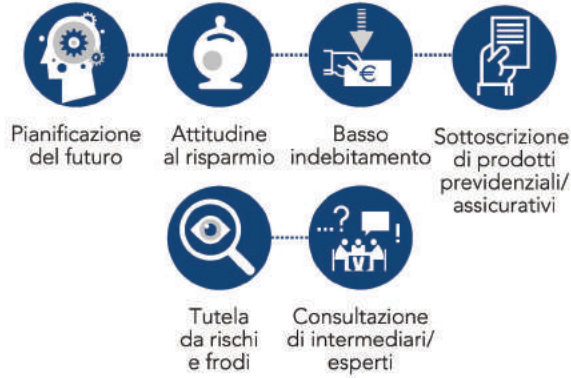 Pianificazione
del futuro
Attitudine
al risparmio
€
Basso
indebitamento
Sottoscrizione
di prodotti
previdenziali/
assicurativi
Tutela
da rischi
e frodi
...?
!
Consultazione
di intermediari/
esperti